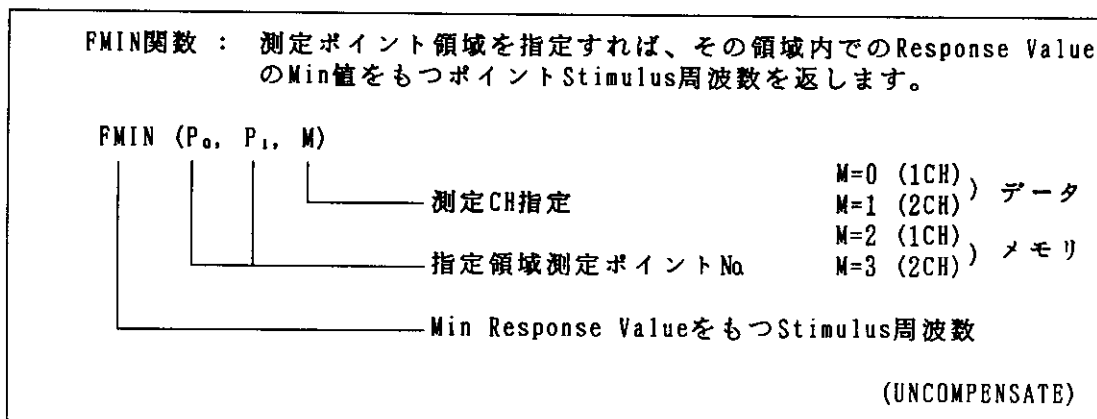 FMIN関数 : 測定ポイント領域を指定すれば、その領域内でのResponse Value
のMin値をもつポイントStimulus周波数を返します。
FMIN (P₀, P₁, M)
測定CH指定
M=0 (1CH)
M=1 (2CH)
) データ
指定領域測定ポイント№
M=2 (1CH)
M=3 (2CH)
) メモリ
Min Response ValueをもつStimulus周波数
(UNCOMPENSATE)